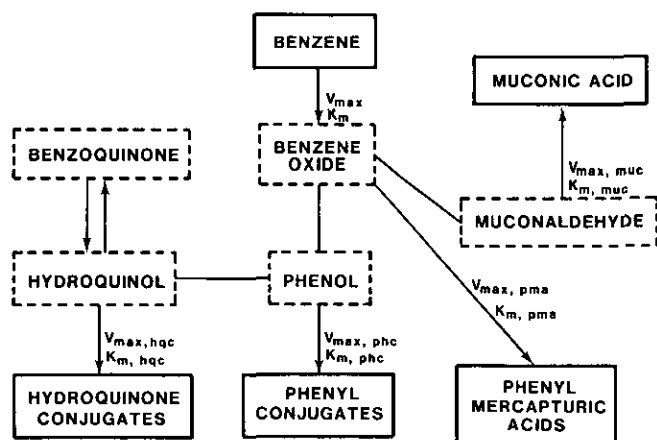 BENZENE
MUCONIC ACID
Vmax
Km
BENZOQUINONE
BENZENE
OXIDE
Vmax, muc
Km, muc
MUCONALDEHYDE
HYDROQUINOL
PHENOL
Vmax, pma
Km, pma
Vmax,hqc
Km, hqc
Vmax, phc
Km, phc
HYDROQUINONE
CONJUGATES
PHENYL
CONJUGATES
PHENYL
MERCAPTURIC
ACIDS